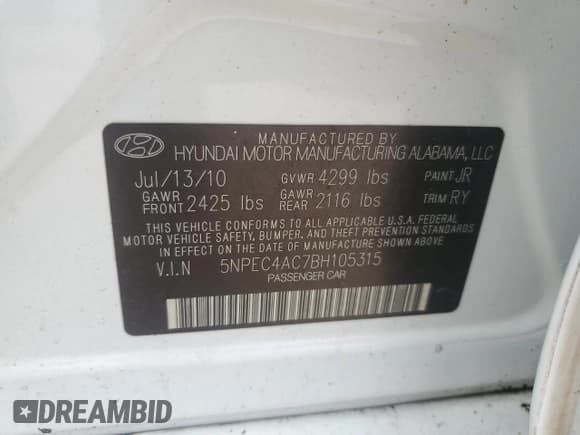 MANUFACTURED BY
HYUNDAI MOTOR MANUFACTURING ALABAMA, LLC
Jul/13/10 GVWR 4299 lbs PAINT JR
GAWR FRONT 2425 lbs GAWR REAR 2116 lbs TRIM RY
THIS VEHICLE CONFORMS TO ALL APPLICABLE U.S.A. FEDERAL
MOTOR VEHICLE SAFETY, BUMPER, AND THEFT PREVENTION STANDARDS
IN EFFECT ON THE DATE OF MANUFACTURE SHOWN ABOVE.
V.I.N 5NPEC4AC7BH105315
PASSENGER CAR
DREAMBID